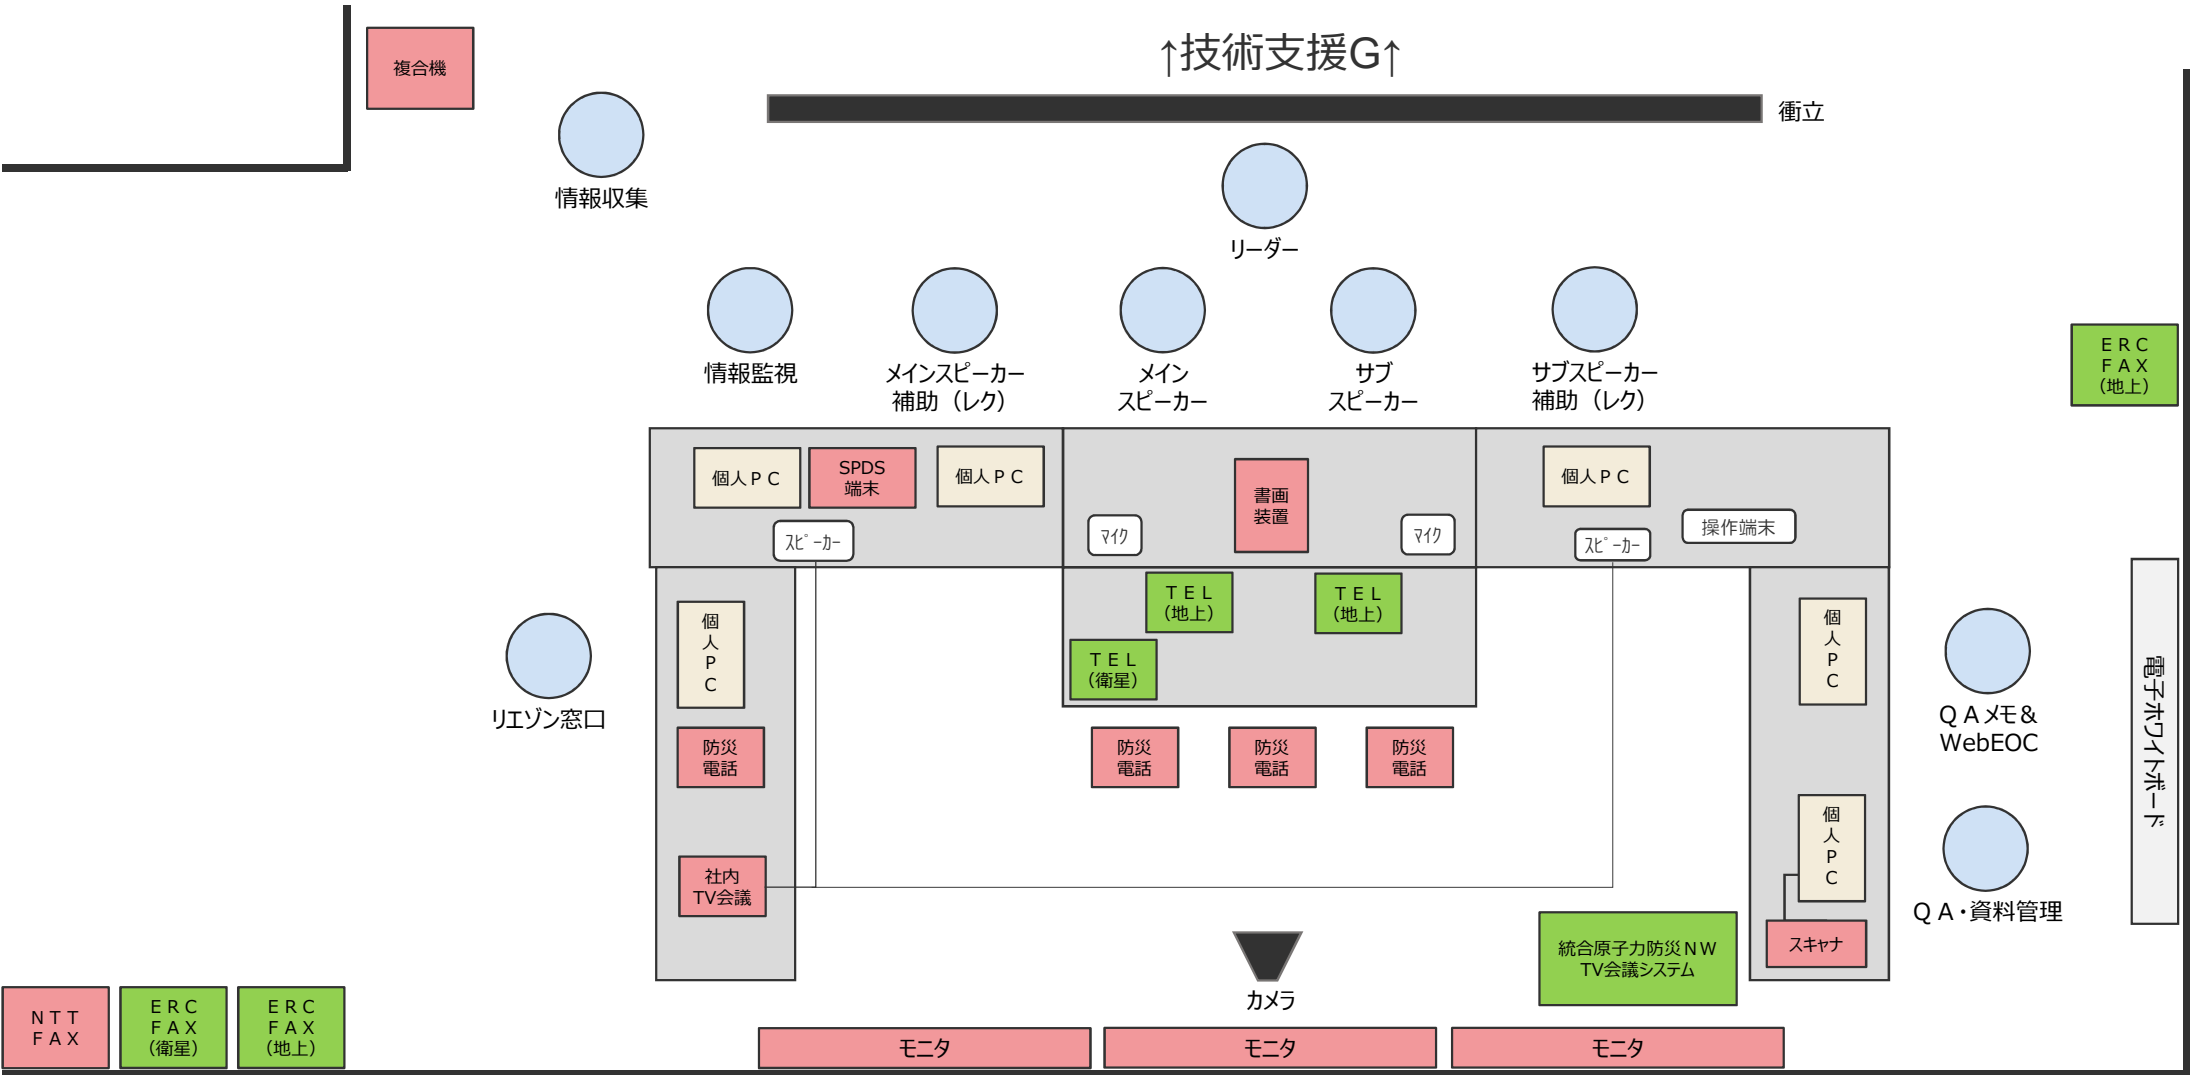 ↑技術支援G↑
複合機
衝立
情報収集
リーダー
情報監視
メインスピーカー
補助（レク）
メイン
スピーカー
サブ
スピーカー
サブスピーカー
補助（レク）
ＥＲＣ
ＦＡＸ
（地上）
個人ＰＣ
SPDS
端末
個人ＰＣ
書画
装置
個人ＰＣ
ｽﾋﾟｰｶｰ
ﾏｲｸ
ﾏｲｸ
ｽﾋﾟｰｶｰ
操作端末
ＴＥＬ
（地上）
ＴＥＬ
（地上）
ＴＥＬ
（衛星）
個人ＰＣ
個人ＰＣ
リエゾン窓口
ＱＡメモ＆
WebEOC
電子ホワイトボード
防災
電話
防災
電話
防災
電話
防災
電話
社内
TV会議
個人ＰＣ
ＱＡ・資料管理
統合原子力防災ＮＷ
TV会議システム
スキャナ
カメラ
ＮＴＴ
ＦＡＸ
ＥＲＣ
ＦＡＸ
（衛星）
ＥＲＣ
ＦＡＸ
（地上）
モニタ
モニタ
モニタ